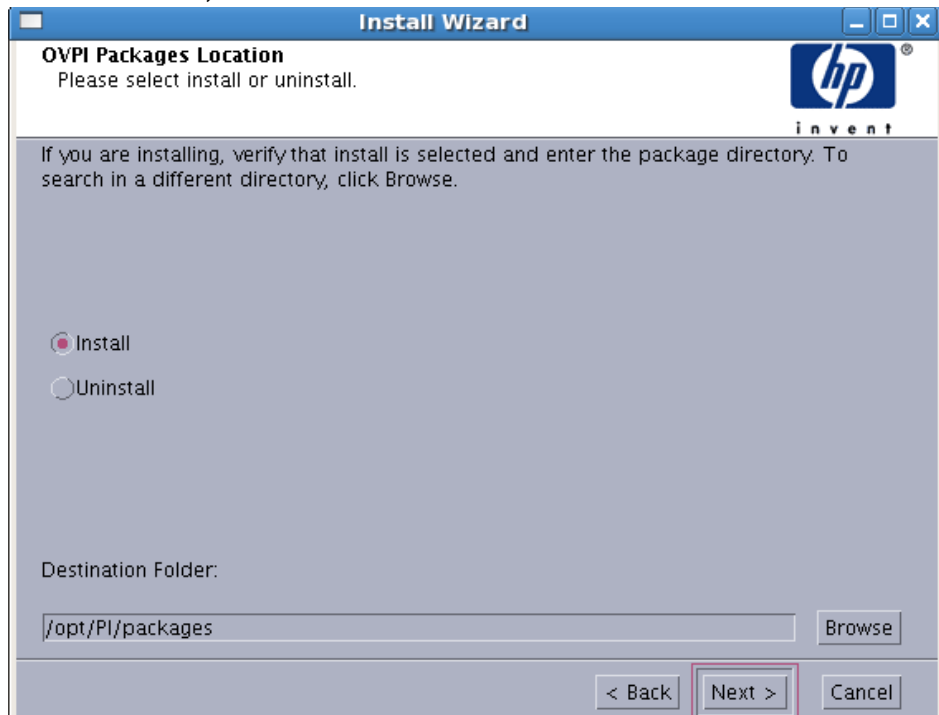 Install Wizard
OVPI Packages Location
Please select install or uninstall.
hp
®
invent
If you are installing, verify that install is selected and enter the package directory. To
search in a different directory, click Browse.
Install
Uninstall
Destination Folder:
/opt/PI/packages
Browse
< Back
Next >
Cancel